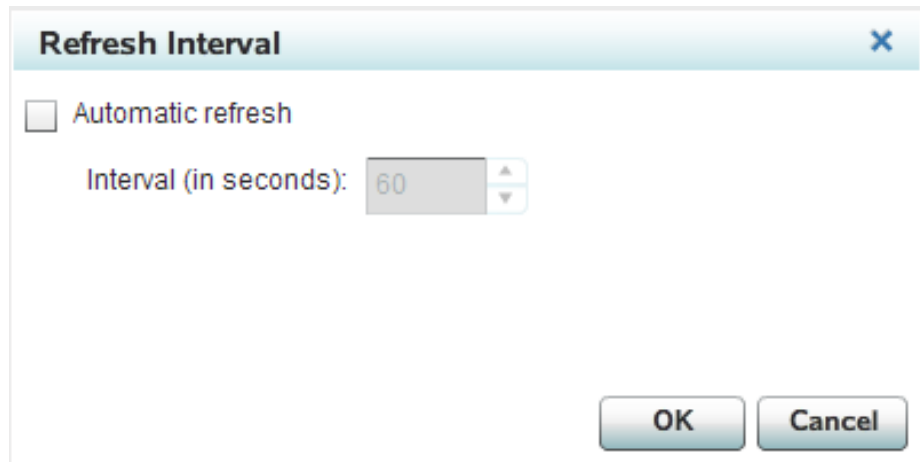 Refresh Interval
Automatic refresh
Interval (in seconds): 60
OK Cancel